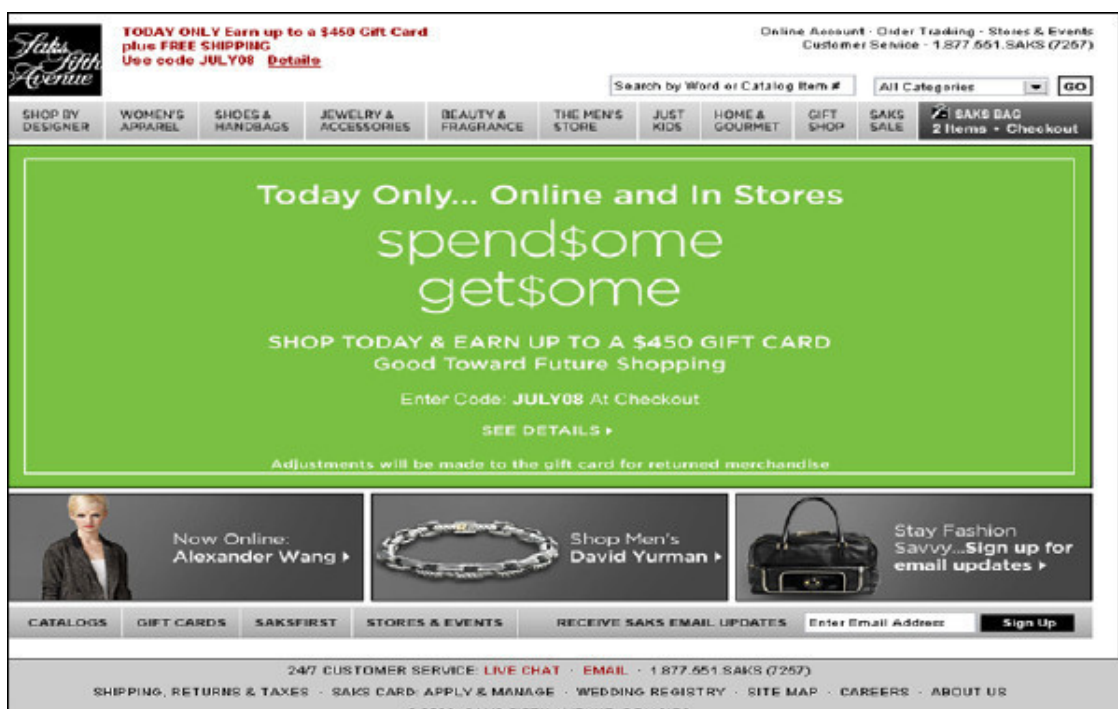 Saks
Fifth
Avenue
TODAY ONLY Earn up to a $450 Gift Card
plus FREE SHIPPING
Use code JULY08 Details
Online Account · Order Tracking · Stores & Events
Customer Service · 1.877.551.SAKS (7257)
Search by Word or Catalog Item # All Categories GO
SHOP BY DESIGNER
WOMEN'S APPAREL
SHOES & HANDBAGS
JEWELRY & ACCESSORIES
BEAUTY & FRAGRANCE
THE MEN'S STORE
JUST KIDS
HOME & GOURMET
GIFT SHOP
SAKS SALE
SAKS BAG
2 Items • Checkout
Today Only... Online and In Stores
spend$ome
get$ome
SHOP TODAY & EARN UP TO A $450 GIFT CARD
Good Toward Future Shopping
Enter Code: JULY08 At Checkout
SEE DETAILS
Adjustments will be made to the gift card for returned merchandise
Now Online:
Alexander Wang
Shop Men's
David Yurman
Stay Fashion
Savvy...Sign up for
email updates
CATALOGS GIFT CARDS SAKSFIRST STORES & EVENTS RECEIVE SAKS EMAIL UPDATES Enter Email Address Sign Up
24/7 CUSTOMER SERVICE: LIVE CHAT · EMAIL · 1.877.551.SAKS (7257)
SHIPPING, RETURNS & TAXES · SAKS CARD: APPLY & MANAGE · WEDDING REGISTRY · SITE MAP · CAREERS · ABOUT US